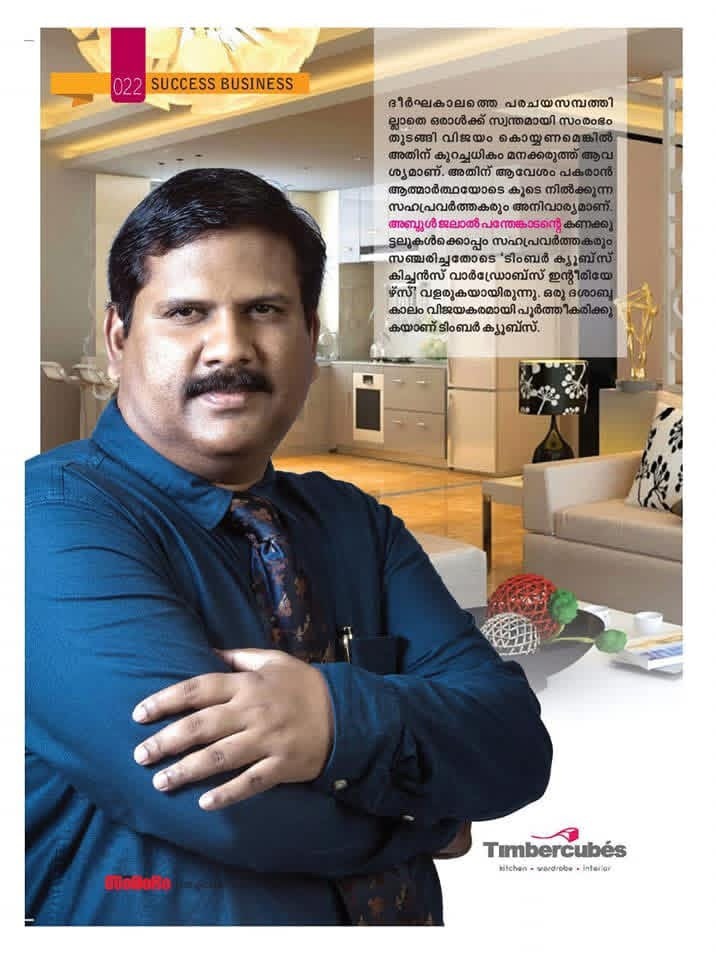 022 SUCCESS BUSINESS
ദീർഘകാലത്തെ പരചയസമ്പത്തി
ല്ലാതെ ഒരാൾക്ക് സ്വന്തമായി സംരംഭം
തുടങ്ങി വിജയം കൊയ്യണമെങ്കിൽ
അതിന് കുറച്ചധികം മനക്കരുത്ത് ആവ
ശ്യമാണ്. അതിന് ആവേശം പകരാൻ
ആത്മാർത്ഥയോടെ കൂടെ നിൽക്കുന്ന
സഹപ്രവർത്തകരും അനിവാര്യമാണ്.
അബ്ദുൾ ജലാൽ പന്തേങ്കാടന്റെ കണക്കു
ട്ടലുകൾക്കൊപ്പം സഹപ്രവർത്തകരും
സഞ്ചരിച്ചതോടെ ‘ടിംബർ ക്യൂബ്സ്
കിച്ചൻസ് വാർഡ്രോബ്സ് ഇന്റീരിയേ
ഴ്സ്’ വളരുകയായിരുന്നു. ഒരു ദശാബ്ദ
കാലം വിജയകരമായി പൂർത്തീകരിക്കു
കയാണ് ടിംബർ ക്യൂബ്സ്.
Timbercubés
kitchen • wardrobe • interior